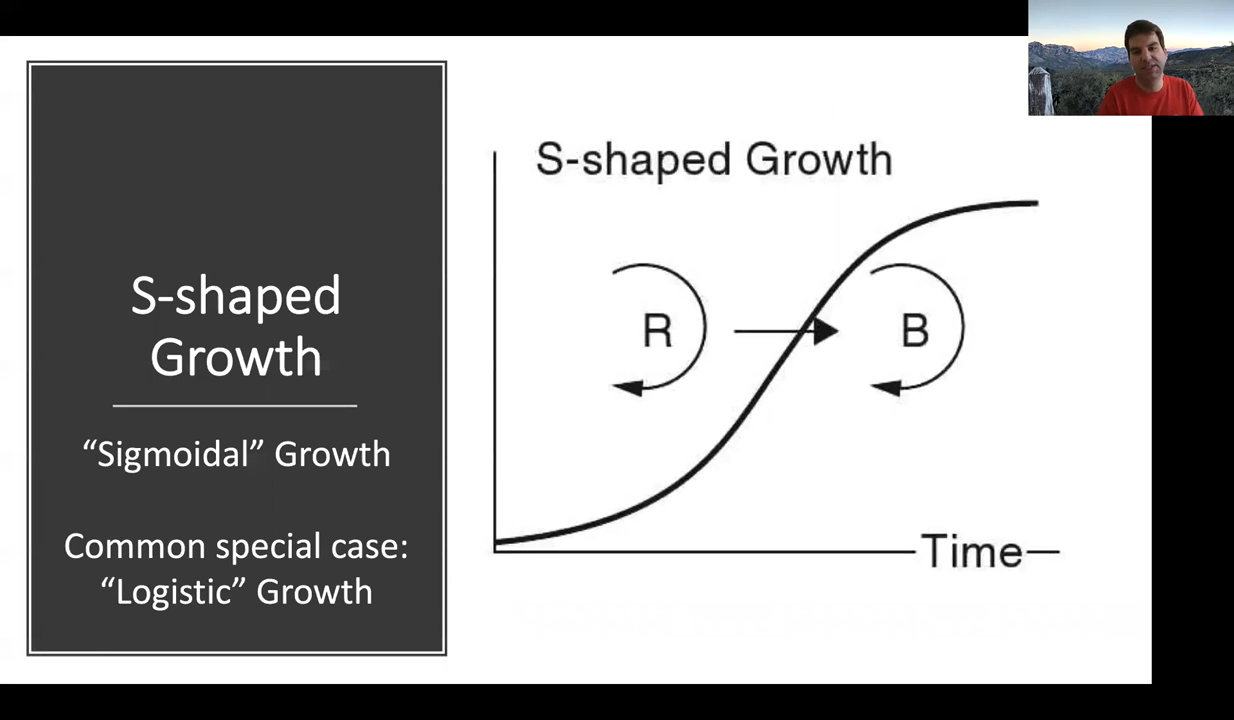 S-shaped
Growth
“Sigmoidal” Growth
Common special case:
“Logistic” Growth
S-shaped Growth
R
B
Time